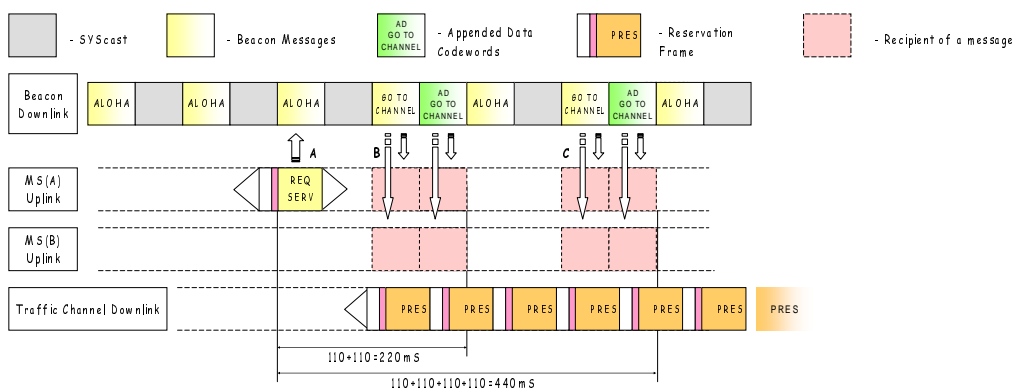 - SYScast
- Beacon Messages
AD
GO TO
CHANNEL
- Appended Data
Codewords
PRES
- Reservation
Frame
- Recipient of a message
Beacon
Downlink
ALOHA
ALOHA
ALOHA
GO TO
CHANNEL
AD
GO TO
CHANNEL
ALOHA
GO TO
CHANNEL
AD
GO TO
CHANNEL
ALOHA
A
B
C
MS(A)
Uplink
REQ
SERV
MS(B)
Uplink
Traffic Channel Downlink
PRES
PRES
PRES
PRES
PRES
PRES
PRES
110+110=220mS
110+110+110+110=440mS